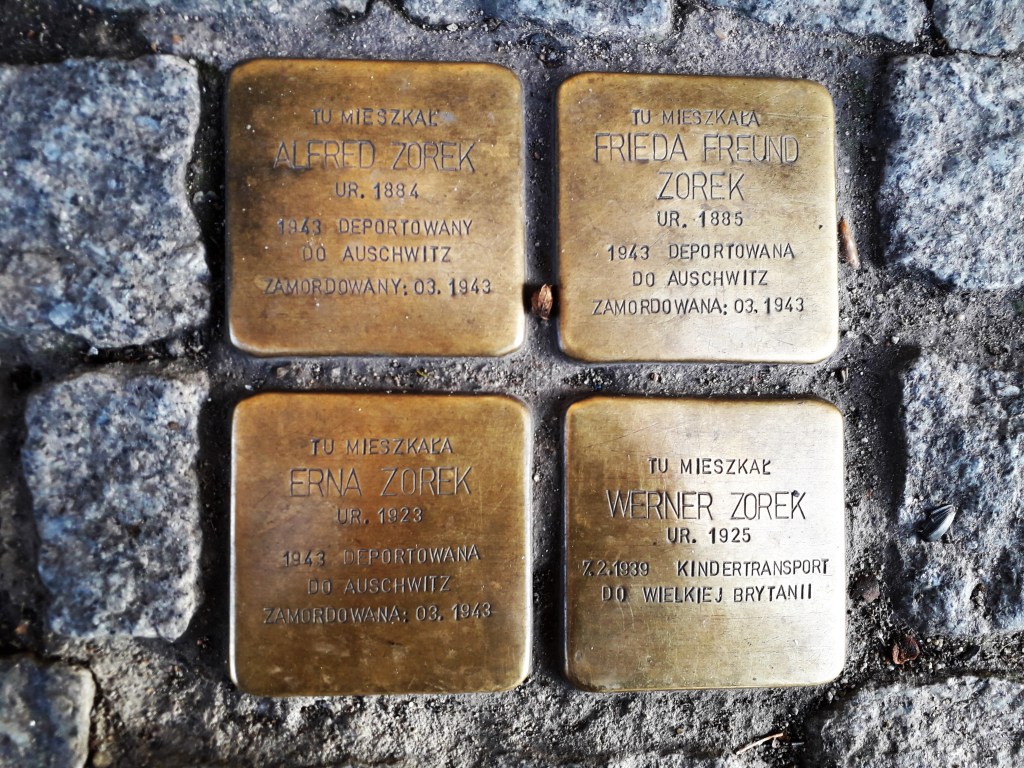 TU MIESZKAŁ
ALFRED ZOREK
UR. 1884
1943 DEPORTOWANY
DO AUSCHWITZ
ZAMORDOWANY: 03. 1943
TU MIESZKAŁA
FRIEDA FREUND
ZOREK
UR. 1885
1943 DEPORTOWANA
DO AUSCHWITZ
ZAMORDOWANA: 03. 1943
TU MIESZKAŁA
ERNA ZOREK
UR. 1923
1943 DEPORTOWANA
DO AUSCHWITZ
ZAMORDOWANA: 03. 1943
TU MIESZKAŁ
WERNER ZOREK
UR. 1925
7.2.1939 KINDERTRANSPORT
DO WIELKIEJ BRYTANII